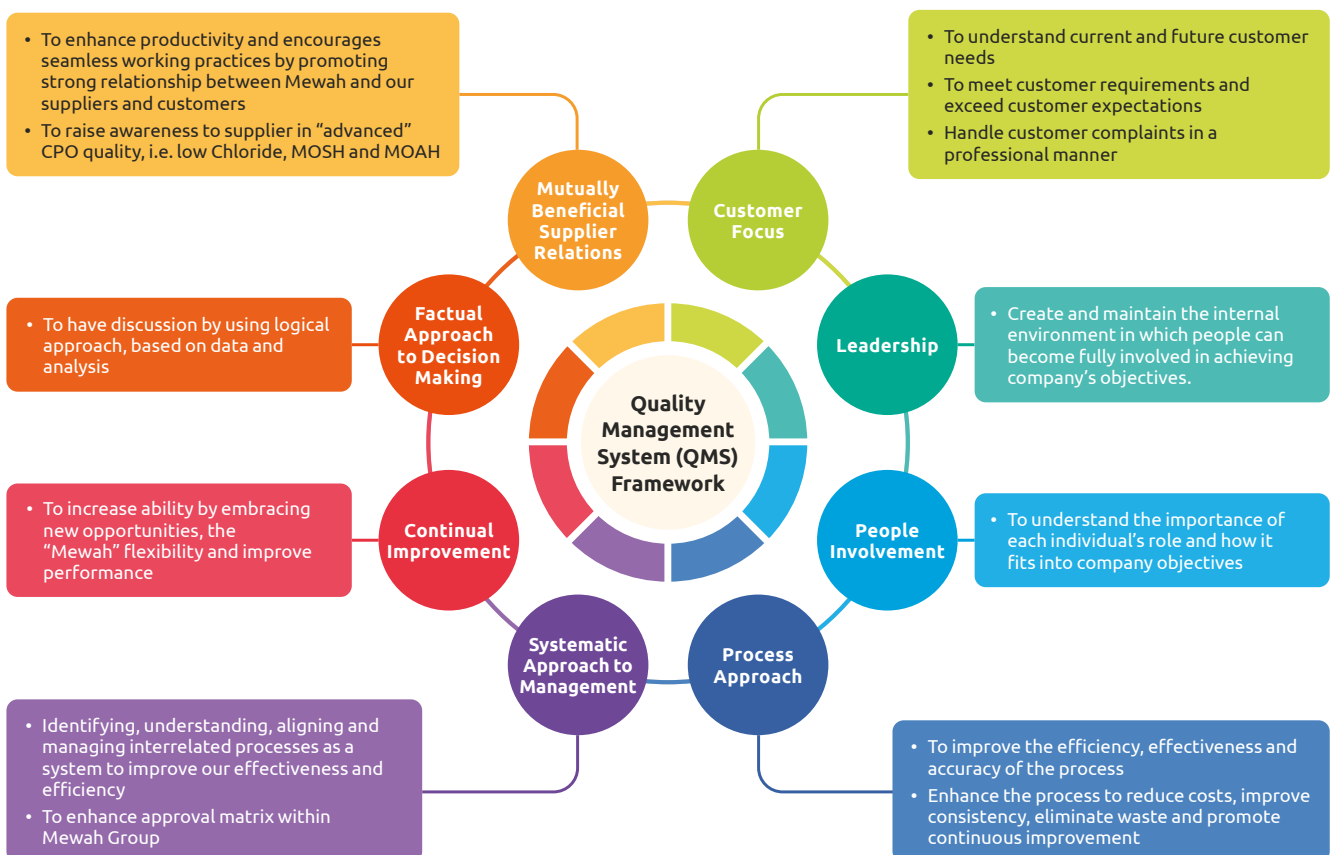 • To enhance productivity and encourages
seamless working practices by promoting
strong relationship between Mewah and our
suppliers and customers
• To raise awareness to supplier in “advanced”
CPO quality, i.e. low Chloride, MOSH and MOAH
• To understand current and future customer
needs
• To meet customer requirements and
exceed customer expectations
• Handle customer complaints in a
professional manner
Mutually
Beneficial
Supplier
Relations
Customer
Focus
• To have discussion by using logical
approach, based on data and
analysis
Factual
Approach
to Decision
Making
Leadership
• Create and maintain the internal
environment in which people can
become fully involved in achieving
company’s objectives.
Quality
Management
System (QMS)
Framework
• To increase ability by embracing
new opportunities, the
“Mewah” flexibility and improve
performance
Continual
Improvement
People
Involvement
• To understand the importance of
each individual’s role and how it
fits into company objectives
Systematic
Approach to
Management
Process
Approach
• Identifying, understanding, aligning and
managing interrelated processes as a
system to improve our effectiveness and
efficiency
• To enhance approval matrix within
Mewah Group
• To improve the efficiency, effectiveness and
accuracy of the process
• Enhance the process to reduce costs, improve
consistency, eliminate waste and promote
continuous improvement